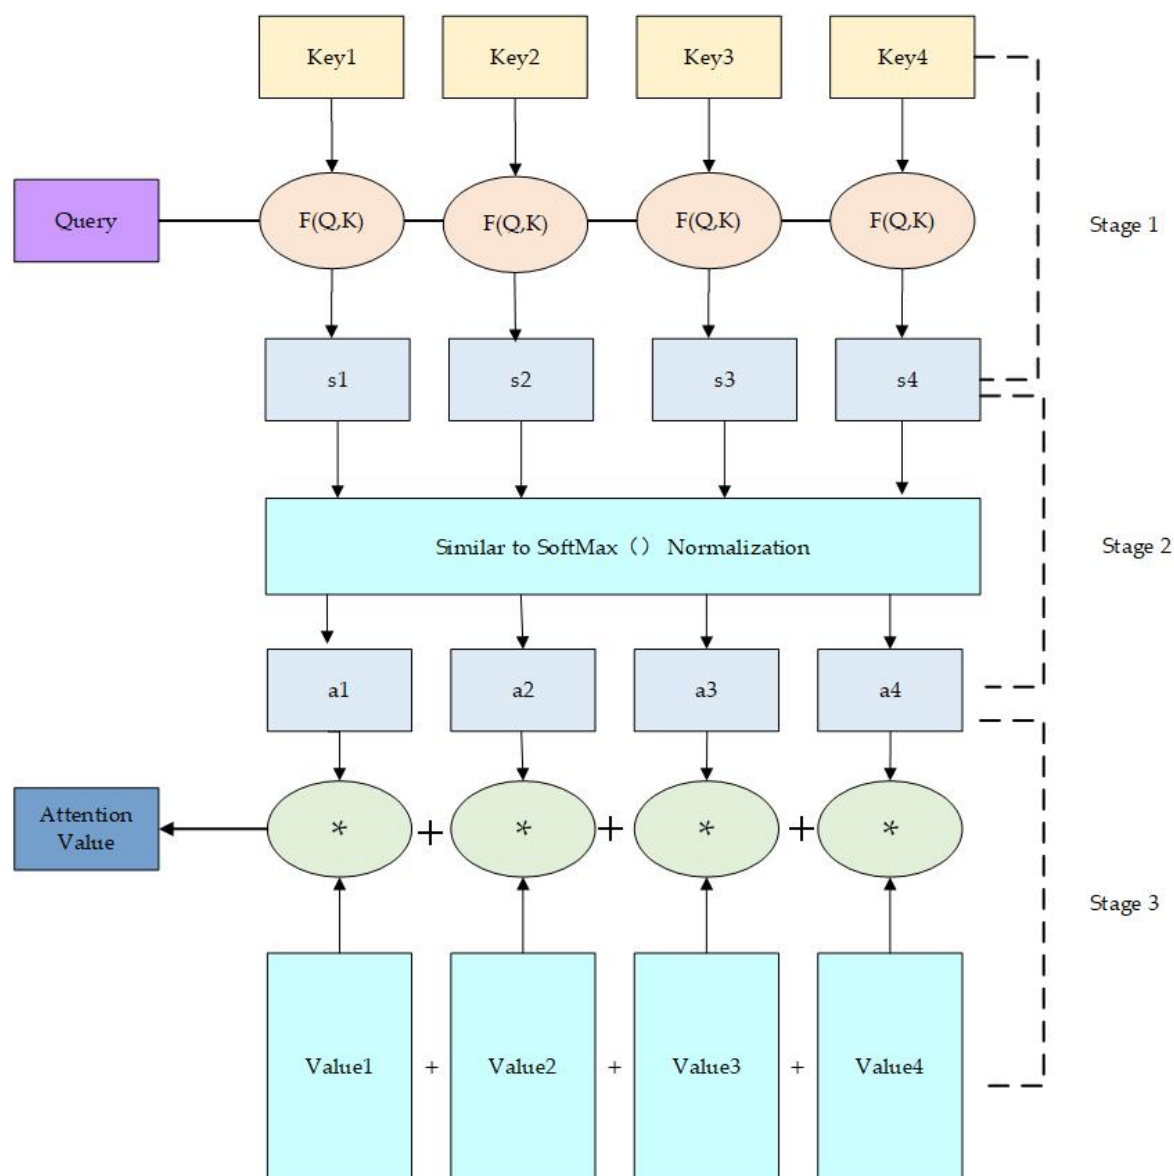 Key1 Key2 Key3 Key4
Query F(Q,K) F(Q,K) F(Q,K) F(Q,K) Stage 1
s1 s2 s3 s4
Similar to SoftMax（） Normalization Stage 2
a1 a2 a3 a4
Attention
Value
* + * + * + *
Stage 3
Value1 + Value2 + Value3 + Value4